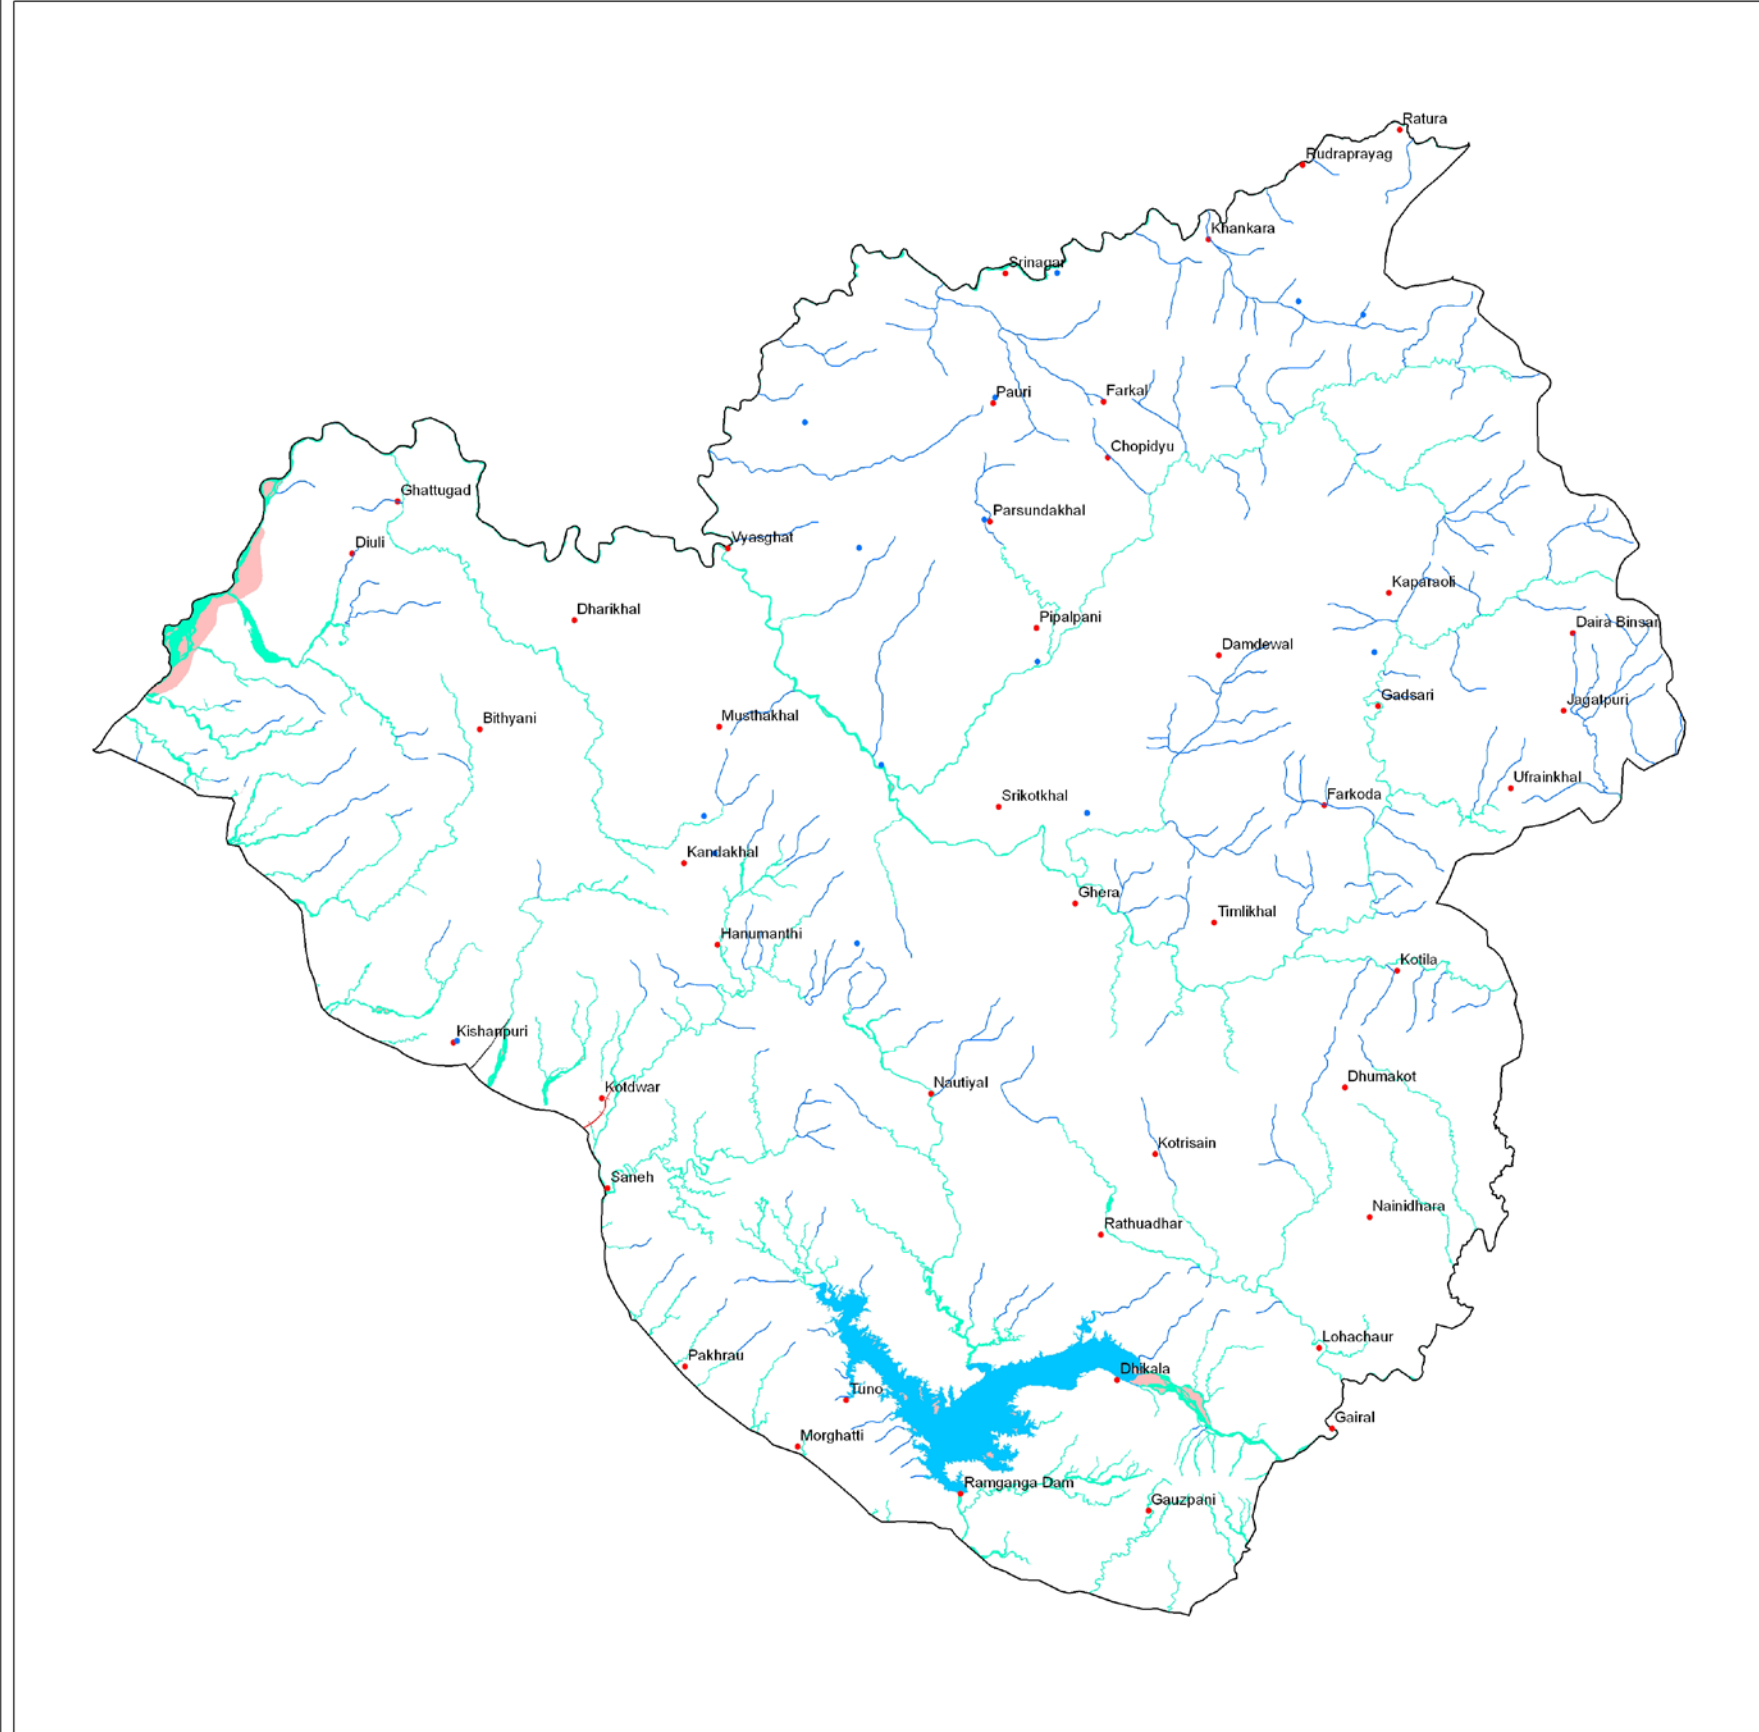 Ratura
Rudraprayag
Khankara
Srinagar
Pauri
Farkal
Chopidyu
Ghattugad
Parsundakhal
Vyasghat
Diuli
Kaparaoli
Dharikhal
Pipalpani
Daira Binsar
Damdewal
Gadsari
Jagalpuri
Musthakhal
Bithyani
Ufrainkhal
Srikotkhal
Farkoda
Kandakhal
Ghera
Timlikhal
Hanumanthi
Kotila
Kishanpuri
Dhumakot
Nautiyal
Kotdwar
Kotrisain
Saneh
Nainidhara
Rathuadhar
Lohachaur
Pakhrau
Dhikala
Tuno
Gairal
Morghatti
Ramganga Dam
Gauzpani